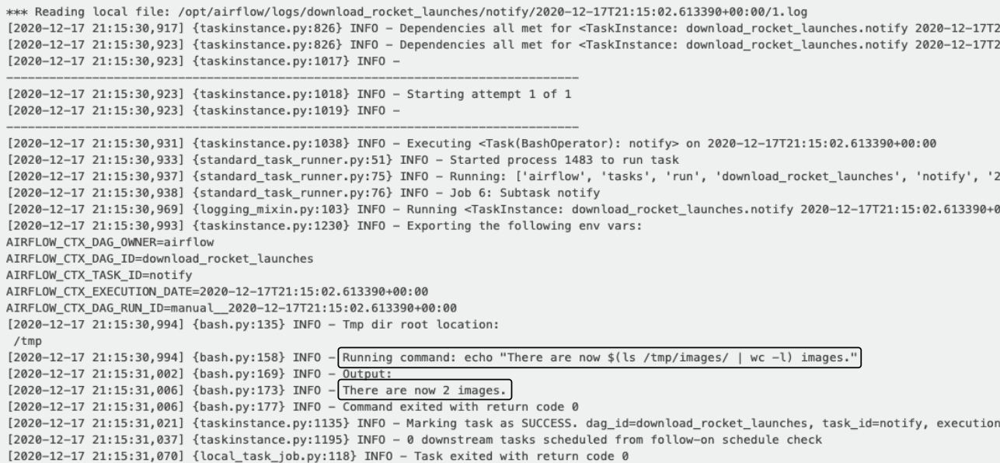 *** Reading local file: /opt/airflow/logs/download_rocket_launches/notify/2020-12-17T21:15:02.613390+00:00/1.log
[2020-12-17 21:15:30,917] {taskinstance.py:826} INFO – Dependencies all met for <TaskInstance: download_rocket_launches.notify 2020-12-17T2
[2020-12-17 21:15:30,923] {taskinstance.py:826} INFO – Dependencies all met for <TaskInstance: download_rocket_launches.notify 2020-12-17T2
[2020-12-17 21:15:30,923] {taskinstance.py:1017} INFO –
--------------------------------------------------------------------------------
[2020-12-17 21:15:30,923] {taskinstance.py:1018} INFO – Starting attempt 1 of 1
[2020-12-17 21:15:30,923] {taskinstance.py:1019} INFO –
--------------------------------------------------------------------------------
[2020-12-17 21:15:30,931] {taskinstance.py:1038} INFO – Executing <Task(BashOperator): notify> on 2020-12-17T21:15:02.613390+00:00
[2020-12-17 21:15:30,933] {standard_task_runner.py:51} INFO – Started process 1483 to run task
[2020-12-17 21:15:30,937] {standard_task_runner.py:75} INFO – Running: ['airflow', 'tasks', 'run', 'download_rocket_launches', 'notify', '2
[2020-12-17 21:15:30,938] {standard_task_runner.py:76} INFO – Job 6: Subtask notify
[2020-12-17 21:15:30,969] {logging_mixin.py:103} INFO – Running <TaskInstance: download_rocket_launches.notify 2020-12-17T21:15:02.613390+0
[2020-12-17 21:15:30,993] {taskinstance.py:1230} INFO – Exporting the following env vars:
AIRFLOW_CTX_DAG_OWNER=airflow
AIRFLOW_CTX_DAG_ID=download_rocket_launches
AIRFLOW_CTX_TASK_ID=notify
AIRFLOW_CTX_EXECUTION_DATE=2020-12-17T21:15:02.613390+00:00
AIRFLOW_CTX_DAG_RUN_ID=manual__2020-12-17T21:15:02.613390+00:00
[2020-12-17 21:15:30,994] {bash.py:135} INFO – Tmp dir root location:
/tmp
[2020-12-17 21:15:30,994] {bash.py:158} INFO – Running command: echo "There are now $(ls /tmp/images/ | wc -l) images."
[2020-12-17 21:15:31,002] {bash.py:169} INFO – Output:
[2020-12-17 21:15:31,006] {bash.py:173} INFO – There are now 2 images.
[2020-12-17 21:15:31,006] {bash.py:177} INFO – Command exited with return code 0
[2020-12-17 21:15:31,021] {taskinstance.py:1135} INFO – Marking task as SUCCESS. dag_id=download_rocket_launches, task_id=notify, execution
[2020-12-17 21:15:31,037] {taskinstance.py:1195} INFO – 0 downstream tasks scheduled from follow-on schedule check
[2020-12-17 21:15:31,070] {local_task_job.py:118} INFO – Task exited with return code 0